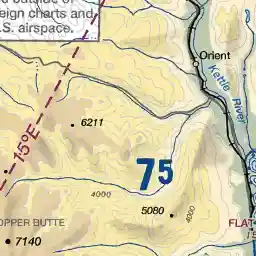 eign charts and
.S. airspace.
Orient
Kettle River
6211
15°E
75
4000
4000
5080
OPPER BUTTE
FLAT
7140